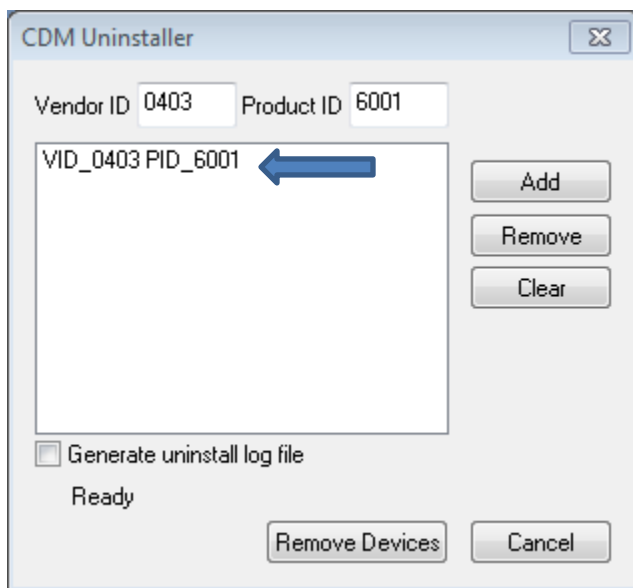 CDM Uninstaller
Vendor ID 0403 Product ID 6001
VID_0403 PID_6001
Add
Remove
Clear
Generate uninstall log file
Ready
Remove Devices Cancel